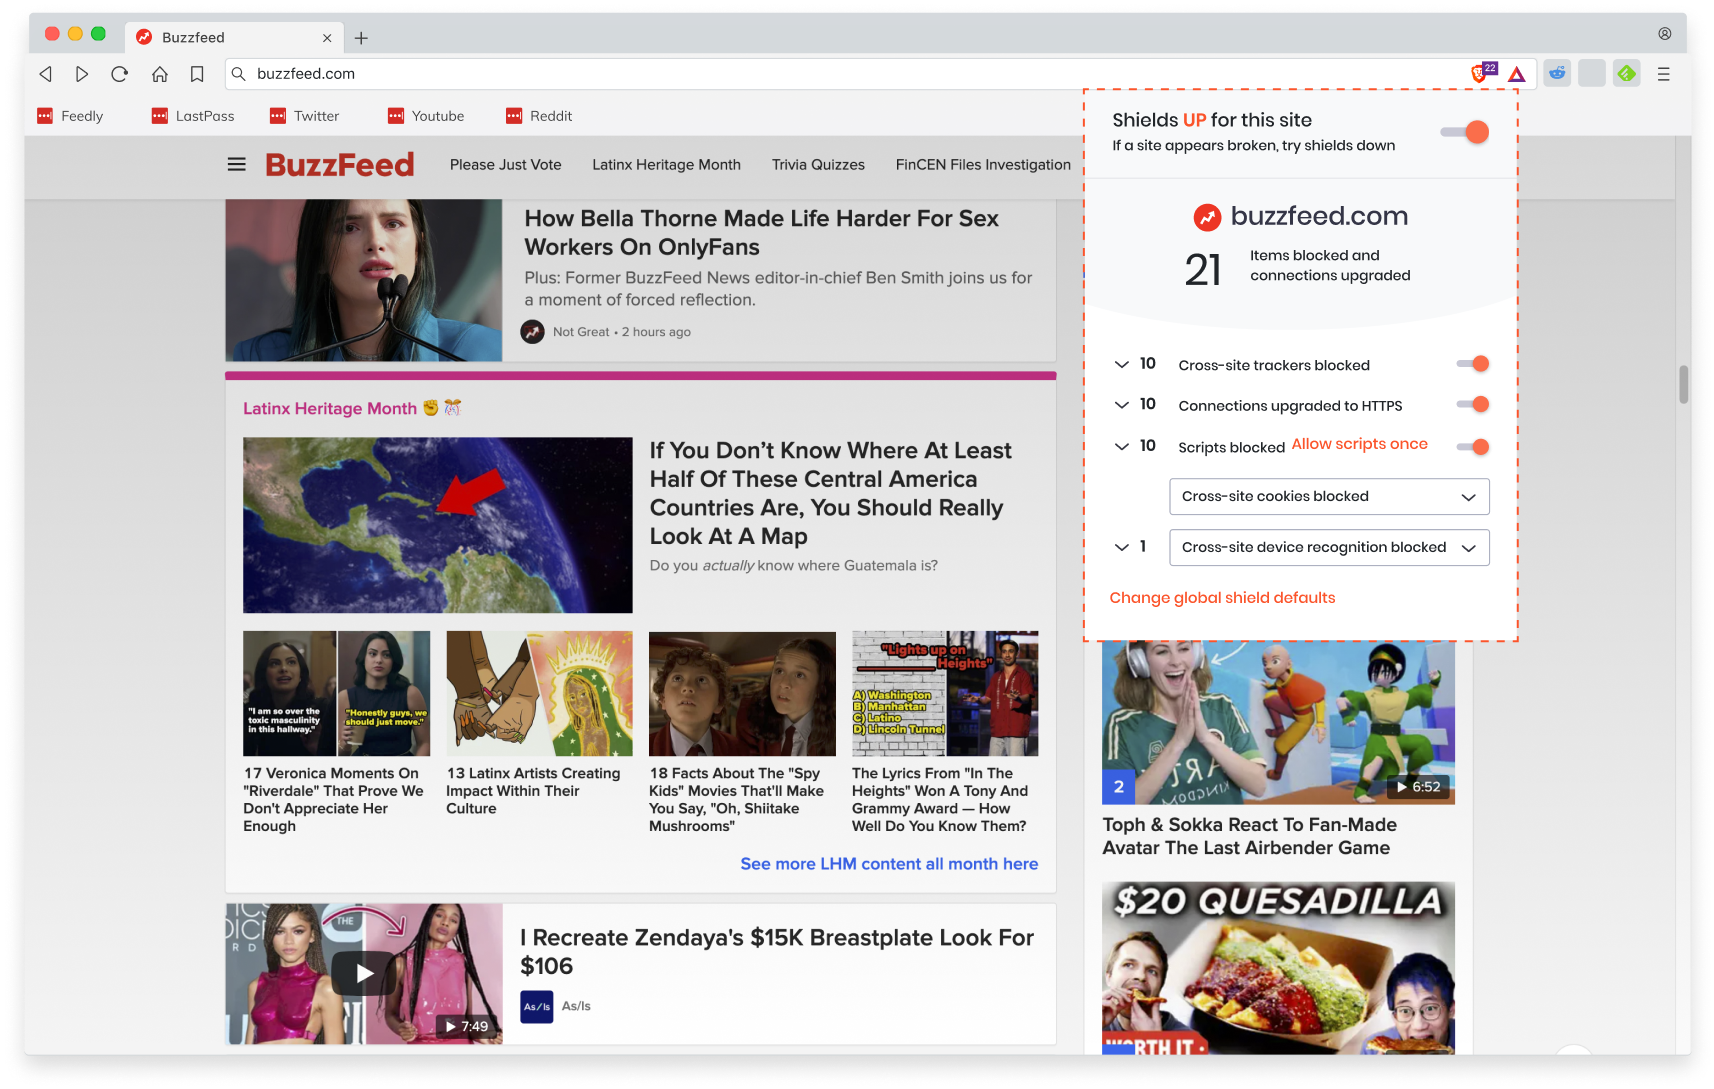 Buzzfeed
buzzfeed.com
22
Feedly
LastPass
Twitter
Youtube
Reddit
BuzzFeed
Please Just Vote
Latinx Heritage Month
Trivia Quizzes
FinCEN Files Investigation
Shields UP for this site
If a site appears broken, try shields down
buzzfeed.com
21
Items blocked and
connections upgraded
10 Cross-site trackers blocked
10 Connections upgraded to HTTPS
10 Scripts blocked Allow scripts once
Cross-site cookies blocked
1 Cross-site device recognition blocked
Change global shield defaults
How Bella Thorne Made Life Harder For Sex
Workers On OnlyFans
Plus: Former BuzzFeed News editor-in-chief Ben Smith joins us for
a moment of forced reflection.
Not Great • 2 hours ago
Latinx Heritage Month ✊🎊
If You Don’t Know Where At Least
Half Of These Central America
Countries Are, You Should Really
Look At A Map
Do you actually know where Guatemala is?
"I am so over the
toxic masculinity
in this hallway."
"Honestly guys, we
should just move."
17 Veronica Moments On
"Riverdale" That Prove We
Don't Appreciate Her
Enough
13 Latinx Artists Creating
Impact Within Their
Culture
18 Facts About The "Spy
Kids" Movies That'll Make
You Say, "Oh, Shiitake
Mushrooms"
"Lights up on
Heights"
A) Washington
B) Manhattan
C) Latino
D) Lincoln Tunnel
The Lyrics From "In The
Heights" Won A Tony And
Grammy Award — How
Well Do You Know Them?
See more LHM content all month here
THE
7:49
I Recreate Zendaya's $15K Breastplate Look For
$106
As/Is
As/Is
2
6:52
Toph & Sokka React To Fan-Made
Avatar The Last Airbender Game
$20 QUESADILLA
WORTH IT